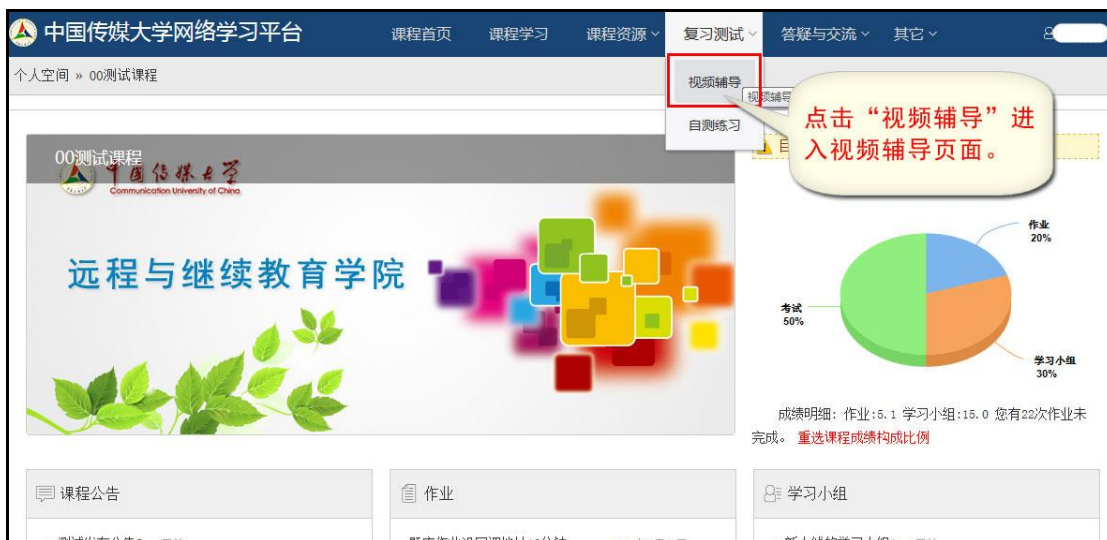 中国传媒大学网络学习平台
课程首页 课程学习 课程资源 复习测试 答疑与交流 其它
个人空间 » 00测试课程
视频辅导
视频辅导
自测练习
点击“视频辅导”进
入视频辅导页面。
00测试课程
中国传媒大学
Communication University of China
远程与继续教育学院
作业
20%
考试
50%
学习小组
30%
成绩明细: 作业:5.1 学习小组:15.0 您有22次作业未
完成。 重选课程成绩构成比例
课程公告
作业
学习小组